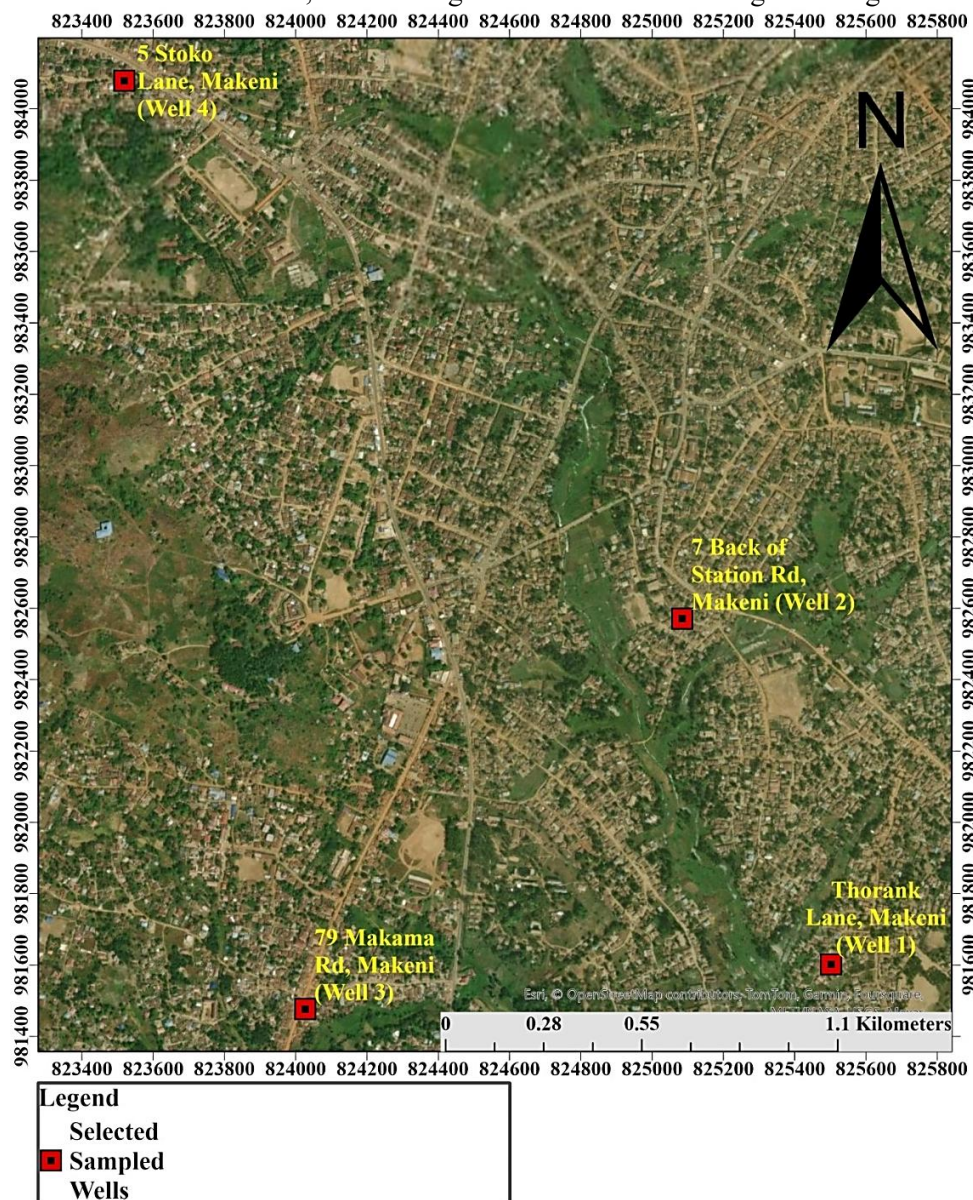 823400 823600 823800 824000 824200 824400 824600 824800 825000 825200 825400 825600 825800
5 Stoko
Lane, Makeni
(Well 4)
N
984000
983800
983600
983400
983200
983000
982800
982600
982400
982200
982000
981800
981600
981400
984000
983800
983600
983400
983200
983000
982800
982600
982400
982200
982000
981800
981600
981400
7 Back of
Station Rd,
Makeni (Well 2)
Thorank
Lane, Makeni
(Well 1)
79 Makama
Rd, Makeni
(Well 3)
Esri, © OpenStreetMap contributors, TomTom, Garmin, Foursquare,
0 0.28 0.55 1.1 Kilometers
823400 823600 823800 824000 824200 824400 824600 824800 825000 825200 825400 825600 825800
Legend
Selected
Sampled
Wells